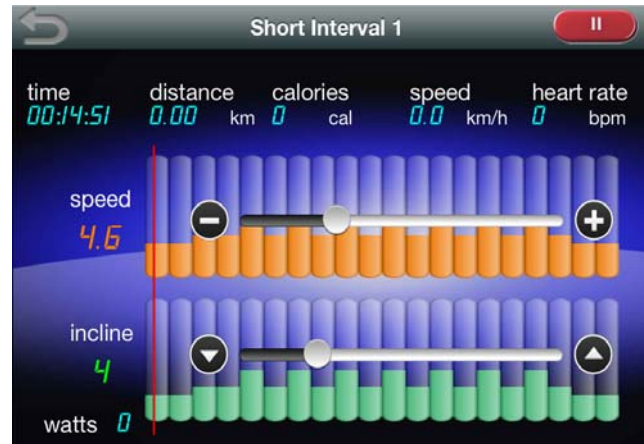 Short Interval 1
time distance calories speed heart rate
00:14:51 0.00 km 0 cal 0.0 km/h 0 bpm
speed
4.6
incline
4
watts 0